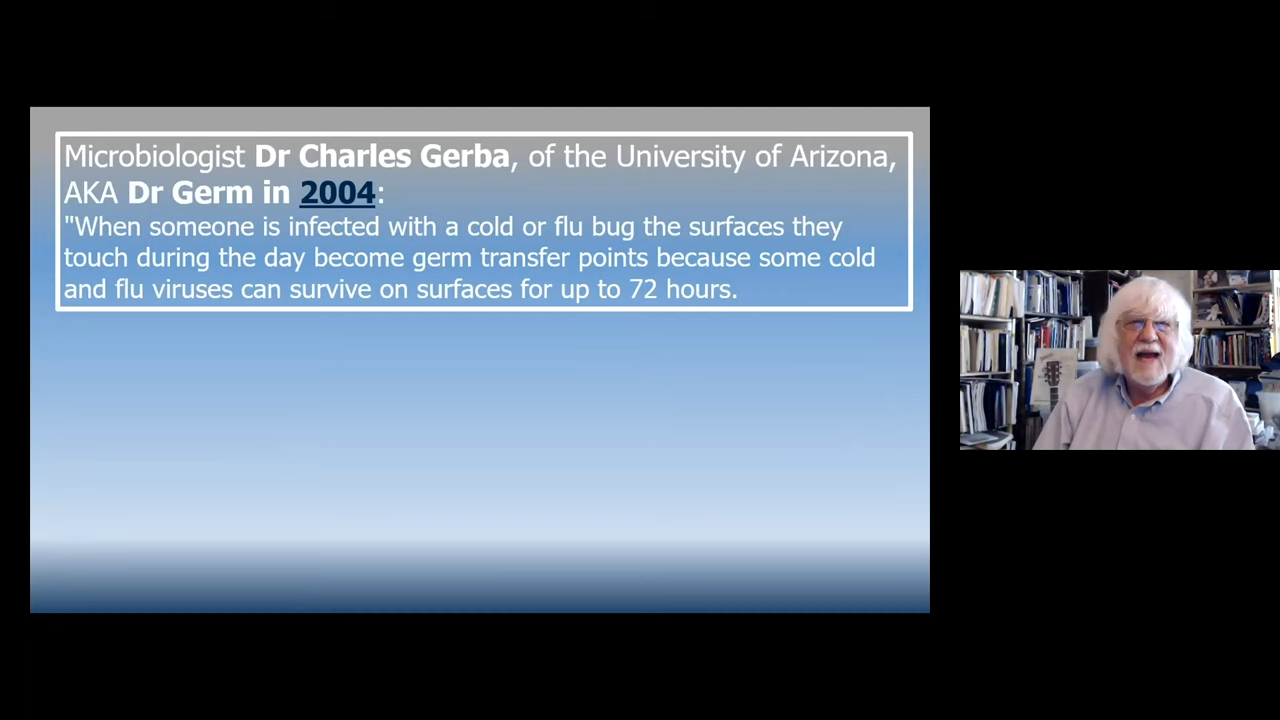 Microbiologist Dr Charles Gerba, of the University of Arizona,
AKA Dr Germ in 2004:
"When someone is infected with a cold or flu bug the surfaces they
touch during the day become germ transfer points because some cold
and flu viruses can survive on surfaces for up to 72 hours.